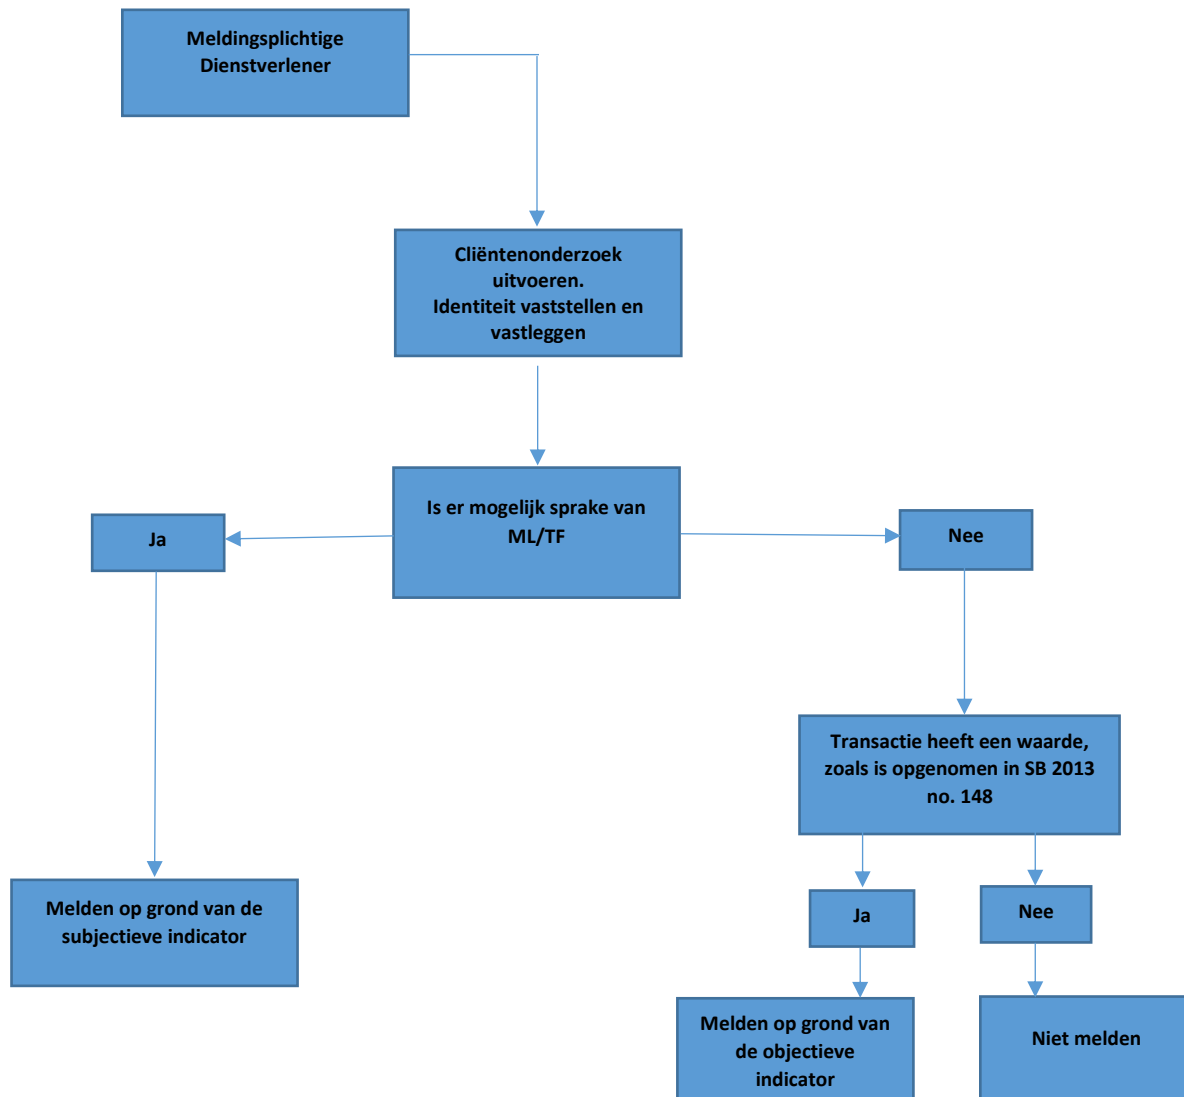 Meldingsplichtige
Dienstverlener
Cliëntenonderzoek
uitvoeren.
Identiteit vaststellen en
vastleggen
Is er mogelijk sprake van
ML/TF
Ja
Nee
Transactie heeft een waarde,
zoals is opgenomen in SB 2013
no. 148
Melden op grond van de
subjectieve indicator
Ja
Nee
Melden op grond van
de objectieve
indicator
Niet melden